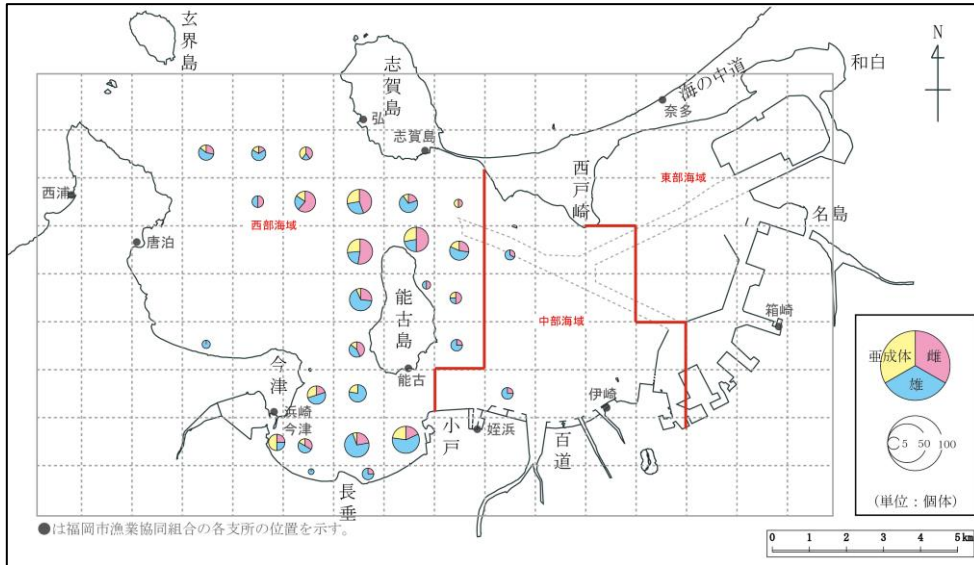 玄界島
N
志賀島
海の中道
和白
奈多
弘
志賀島
西戸崎
東部海域
西浦
西部海域
名島
唐泊
能古島
箱崎
中部海域
亜成体
雌
雄
今津
能古
浜崎
今津
小戸
姪浜
伊崎
百道
長垂
5 50 100
(単位：個体)
●は福岡市漁業協同組合の各支所の位置を示す。
0 1 2 3 4 5km